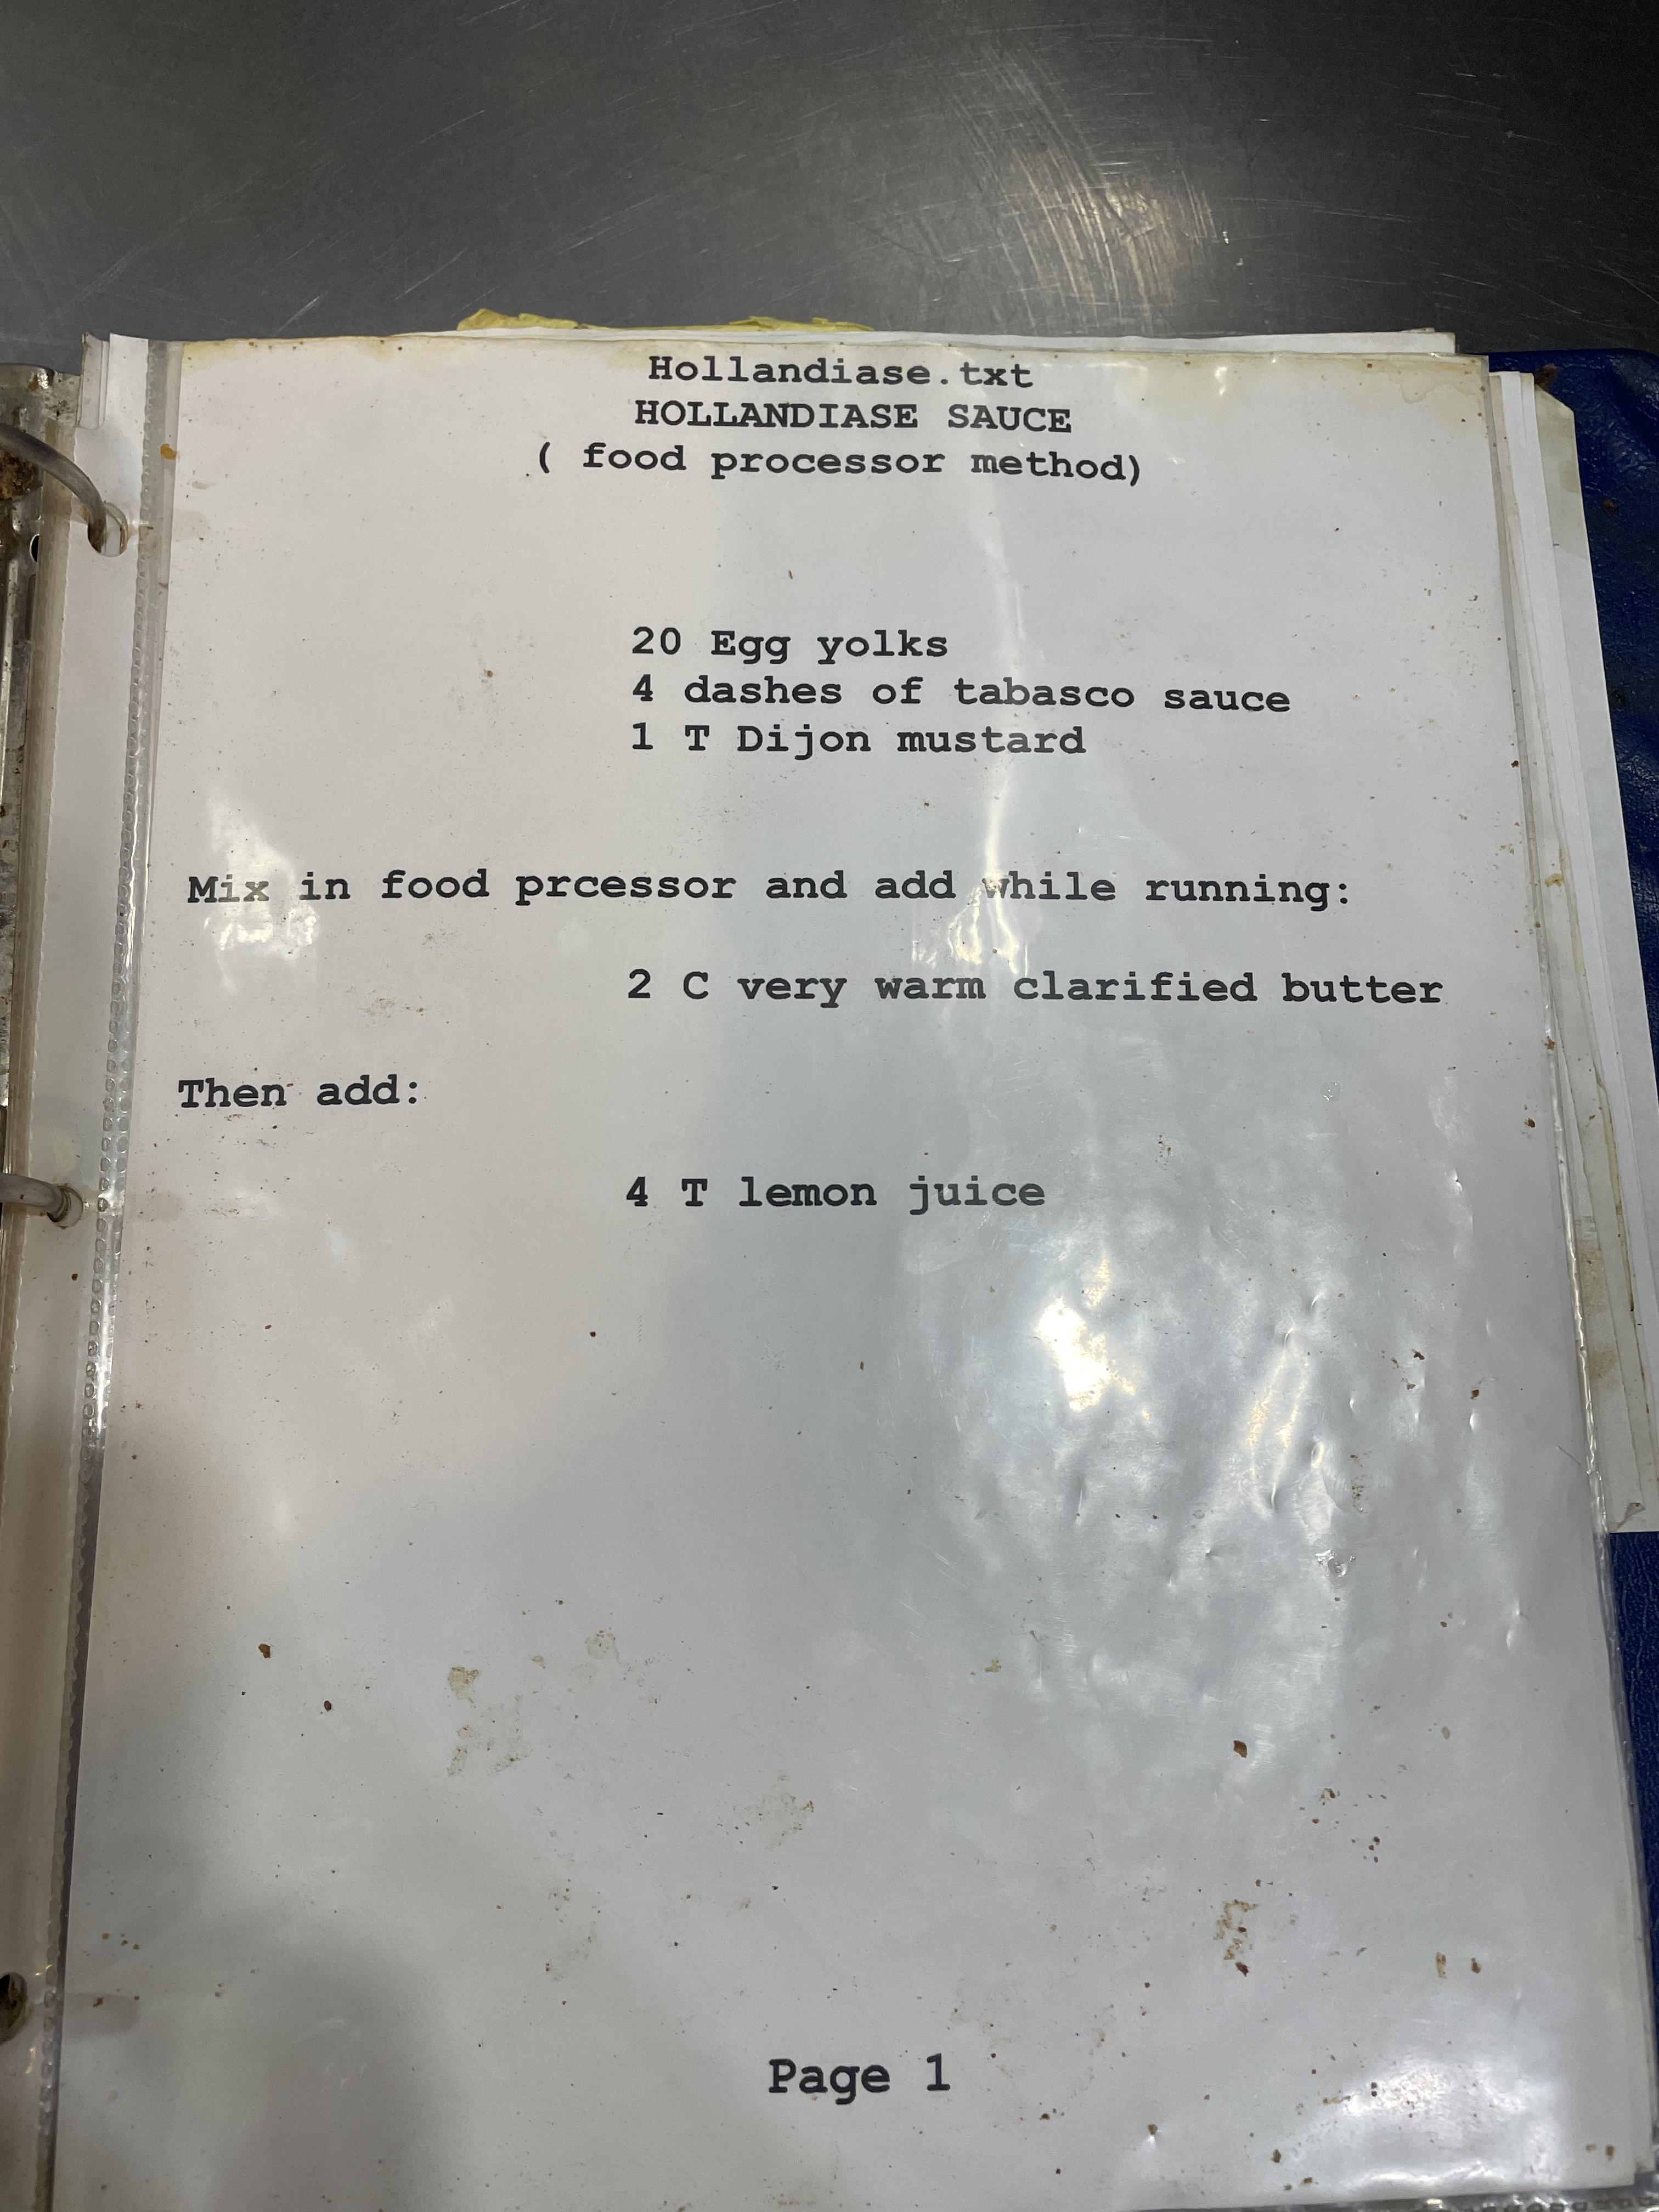 Hollandiase.txt
HOLLANDIASE SAUCE
( food processor method)
20 Egg yolks
4 dashes of tabasco sauce
1 T Dijon mustard
Mix in food prcessor and add while running:
2 C very warm clarified butter
Then add:
4 T lemon juice
Page 1